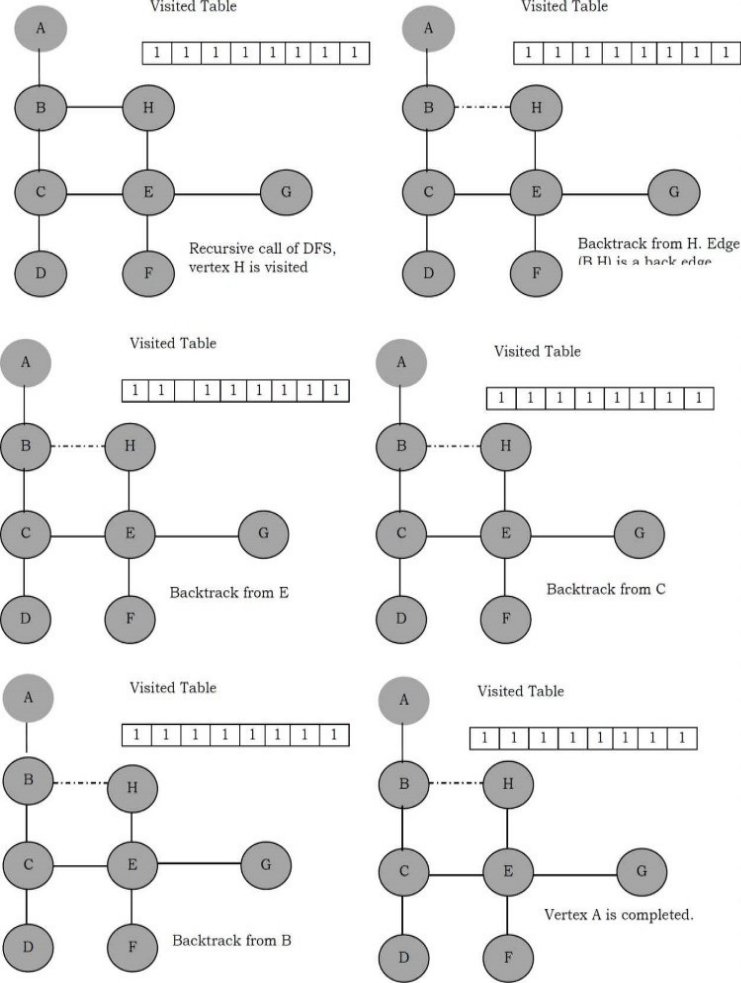 Visited Table
A
1 1 1 1 1 1 1 1
B H
C E G
Recursive call of DFS,
vertex H is visited
D F
Visited Table
A
1 1 1 1 1 1 1 1
B H
C E G
Backtrack from H. Edge
(B,H) is a back edge
D F
Visited Table
A
1 1 1 1 1 1 1 1
B H
C E G
Backtrack from E
D F
Visited Table
A
1 1 1 1 1 1 1 1
B H
C E G
Backtrack from C
D F
Visited Table
A
1 1 1 1 1 1 1 1
B H
C E G
Backtrack from B
D F
Visited Table
A
1 1 1 1 1 1 1 1
B H
C E G
Vertex A is completed.
D F